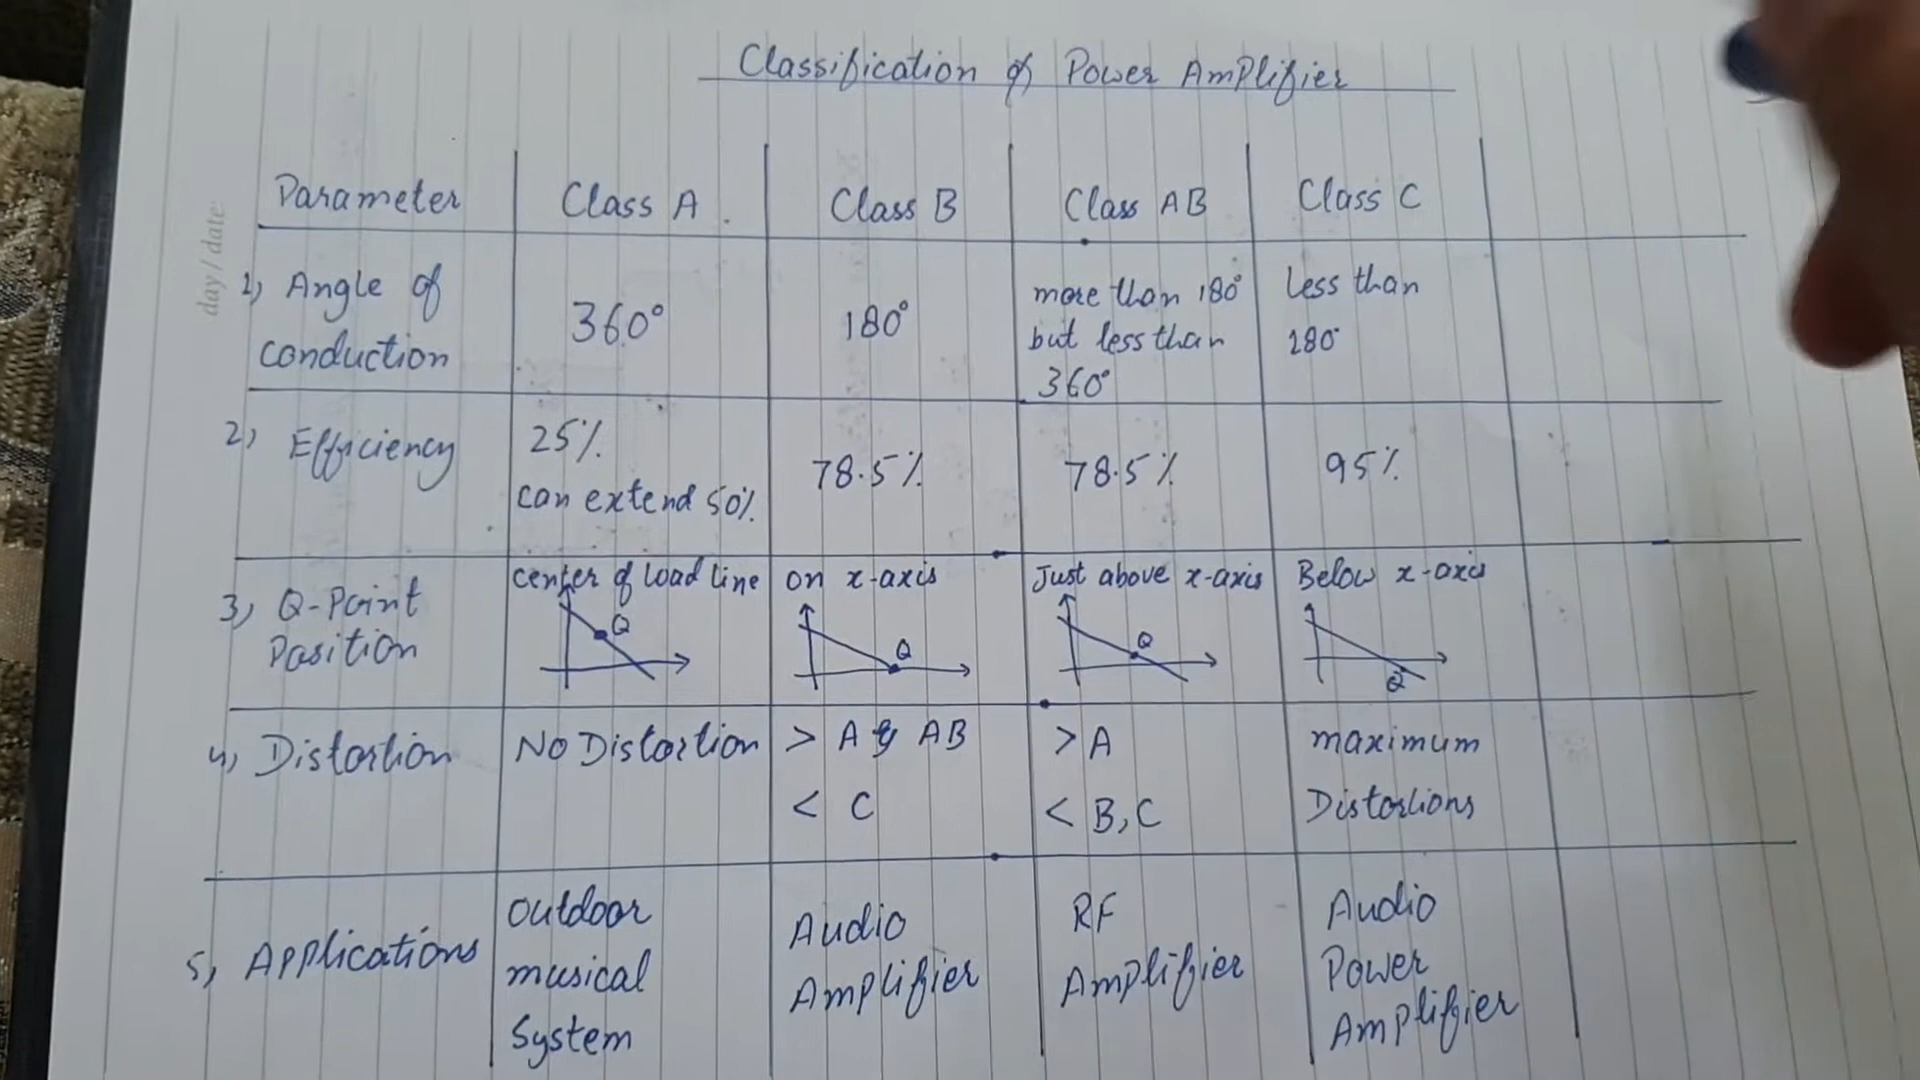 Classification of Power Amplifier
Parameter
Class A
Class B
Class AB
Class C
1) Angle of
conduction
360°
180°
more than 180°
but less than
360°
less than
180°
2) Efficiency
25%
can extend 50%
78.5%
78.5%
95%
3) Q-Point
Position
center of load line
Q
on x-axis
Q
Just above x-axis
Q
Below x-axis
Q
4) Distortion
No Distortion
> A & AB
< C
> A
< B, C
maximum
Distortions
5) Applications
outdoor
musical
System
Audio
Amplifier
RF
Amplifier
Audio
Power
Amplifier
day/date: